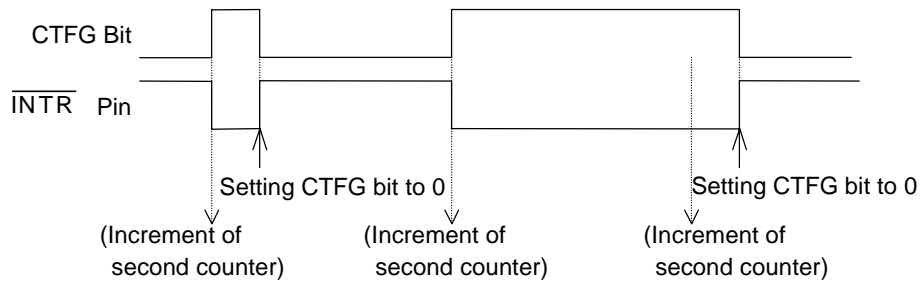 CTFG Bit
INTR Pin
Setting CTFG bit to 0
Setting CTFG bit to 0
(Increment of
second counter)
(Increment of
second counter)
(Increment of
second counter)